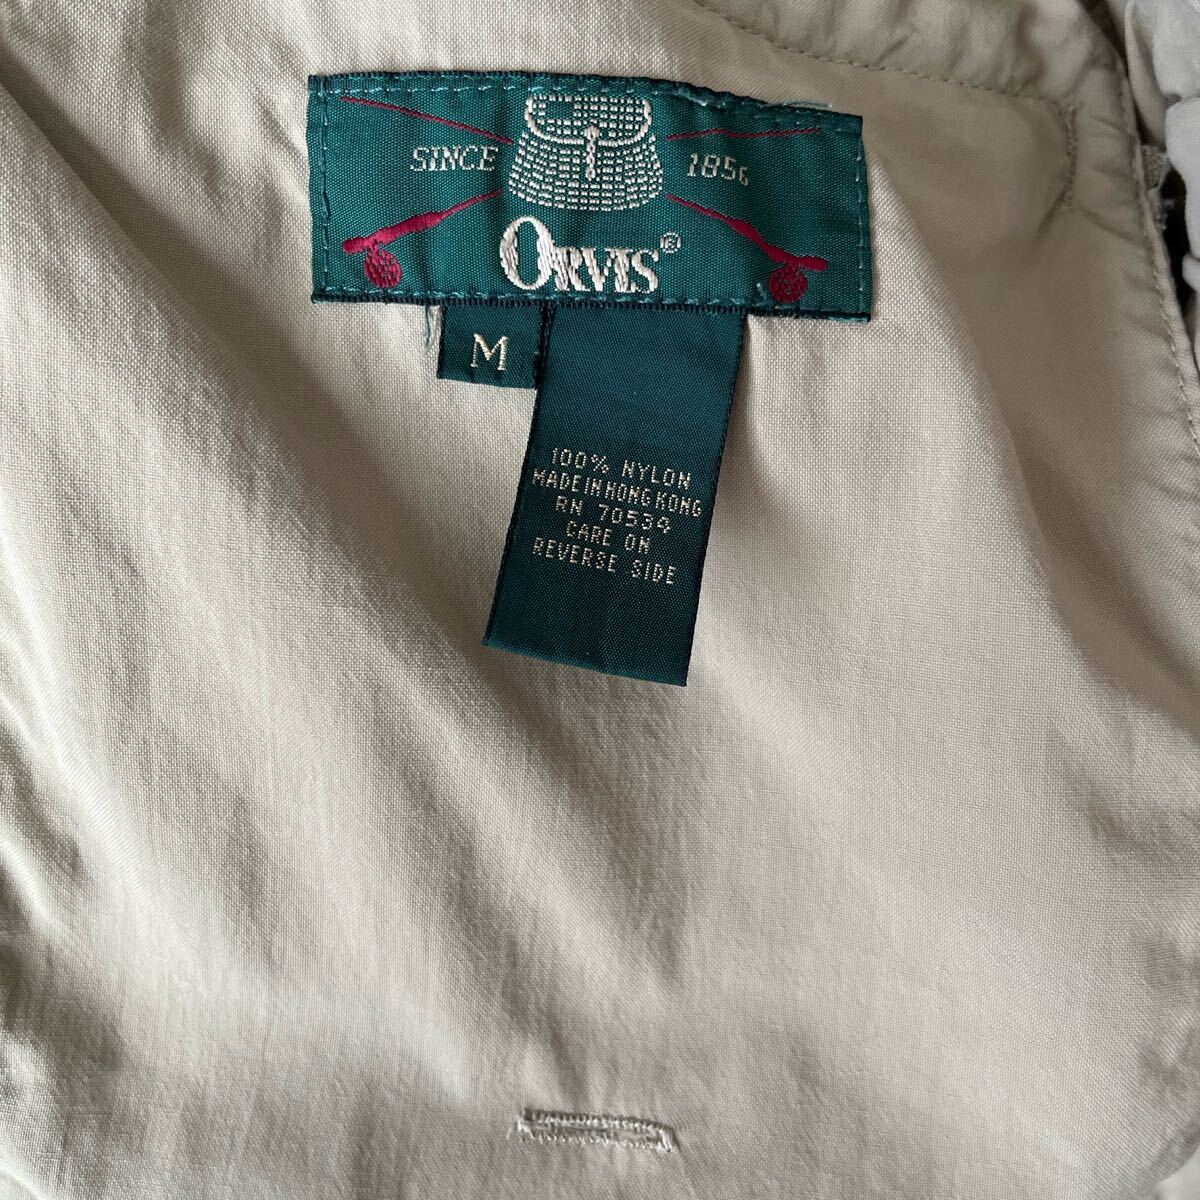 SINCE 1856
ORVIS®
M
100% NYLON
MADE IN HONG KONG
RN 70534
CARE ON
REVERSE SIDE